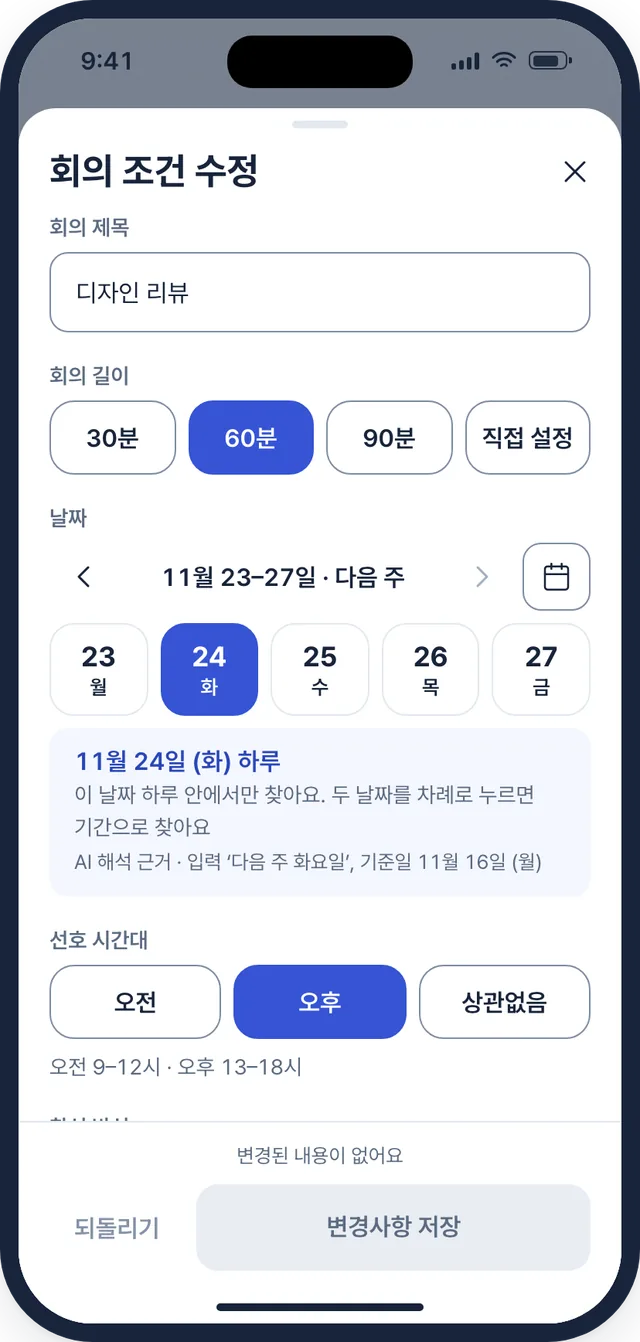 9:41
회의 조건 수정
회의 제목
디자인 리뷰
회의 길이
30분 60분 90분 직접 설정
날짜
11월 23–27일 · 다음 주
23 24 25 26 27
월 화 수 목 금
11월 24일 (화) 하루
이 날짜 하루 안에서만 찾아요. 두 날짜를 차례로 누르면
기간으로 찾아요
AI 해석 근거 · 입력 ‘다음 주 화요일’, 기준일 11월 16일 (월)
선호 시간대
오전 오후 상관없음
오전 9–12시 · 오후 13–18시
변경된 내용이 없어요
되돌리기 변경사항 저장